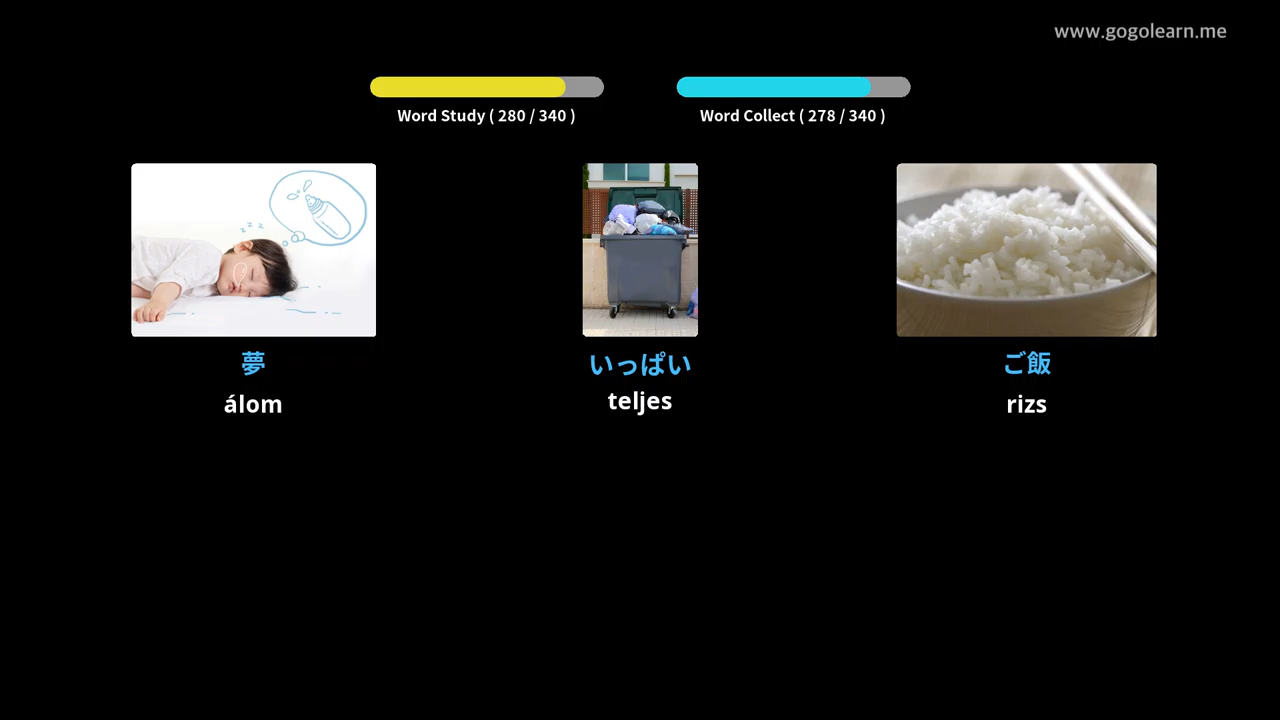 www.gogolearn.me
Word Study ( 280 / 340 )
Word Collect ( 278 / 340 )
z z z
夢
いっぱい
ご飯
álom
teljes
rizs